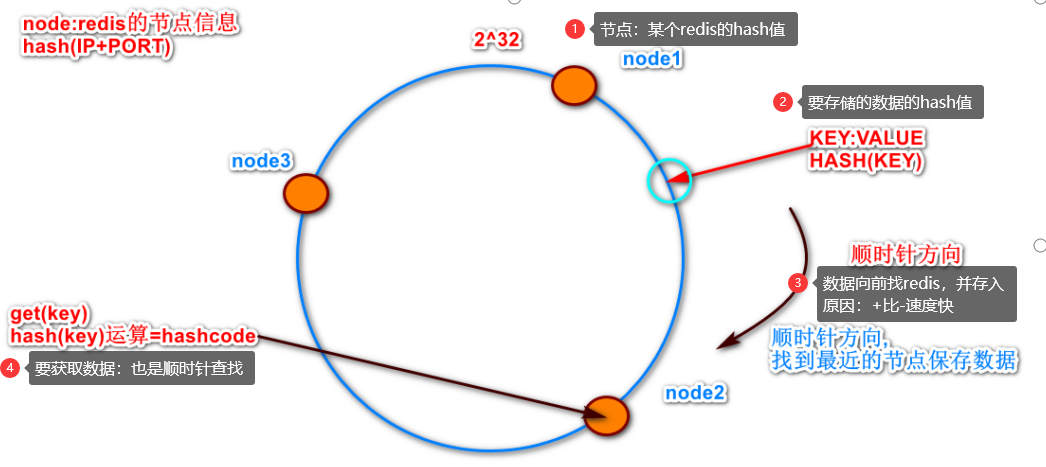 node:redis的节点信息
hash(IP+PORT)
2^32
1
节点：某个redis的hash值
node1
2
要存储的数据的hash值
KEY:VALUE
HASH(KEY)
node3
顺时针方向
3
数据向前找redis，并存入
原因：+比-速度快
get(key)
hash(key)运算=hashcode
顺时针方向,
找到最近的节点保存数据
4
要获取数据：也是顺时针查找
node2